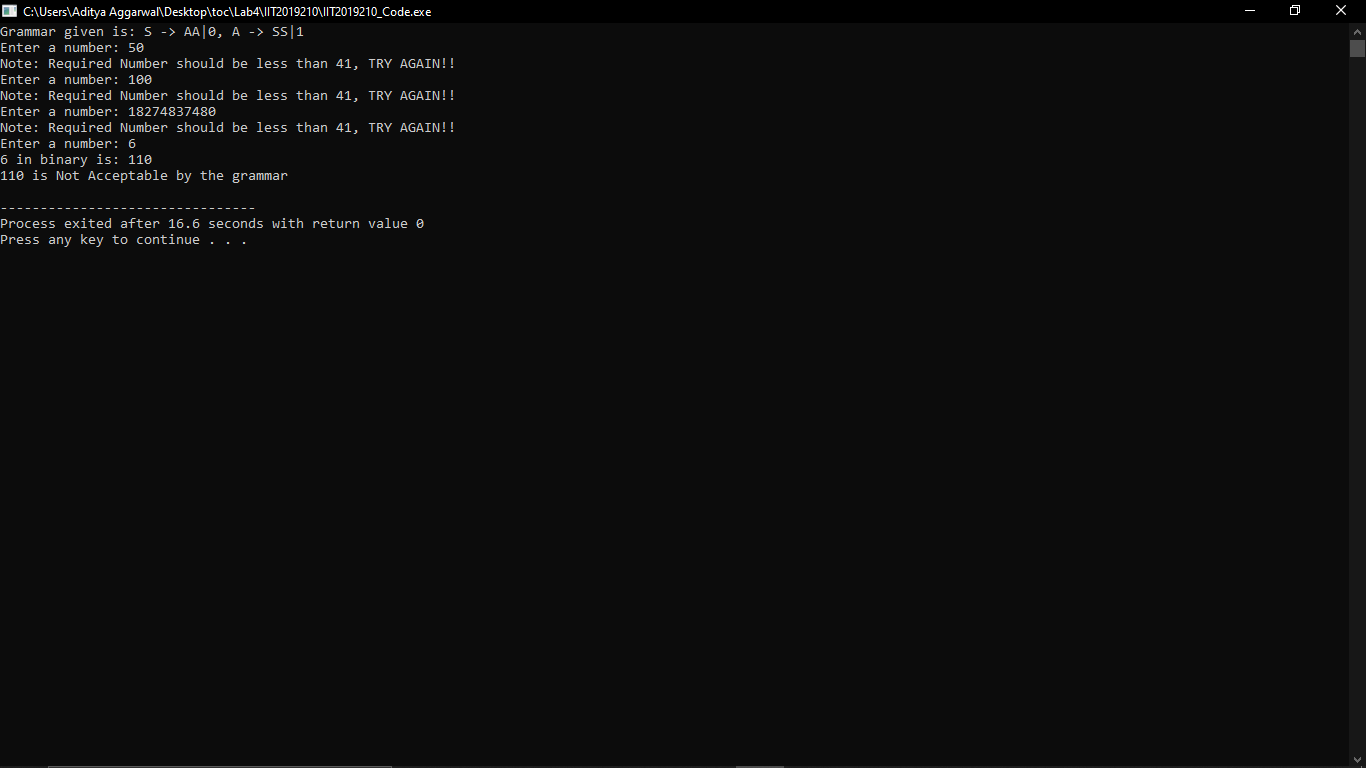 C:\Users\Aditya Aggarwal\Desktop\toc\Lab4\IIT2019210\IIT2019210_Code.exe
Grammar given is: S -> AA|0, A -> SS|1
Enter a number: 50
Note: Required Number should be less than 41, TRY AGAIN!!
Enter a number: 100
Note: Required Number should be less than 41, TRY AGAIN!!
Enter a number: 18274837480
Note: Required Number should be less than 41, TRY AGAIN!!
Enter a number: 6
6 in binary is: 110
110 is Not Acceptable by the grammar
--------------------------------
Process exited after 16.6 seconds with return value 0
Press any key to continue . . .